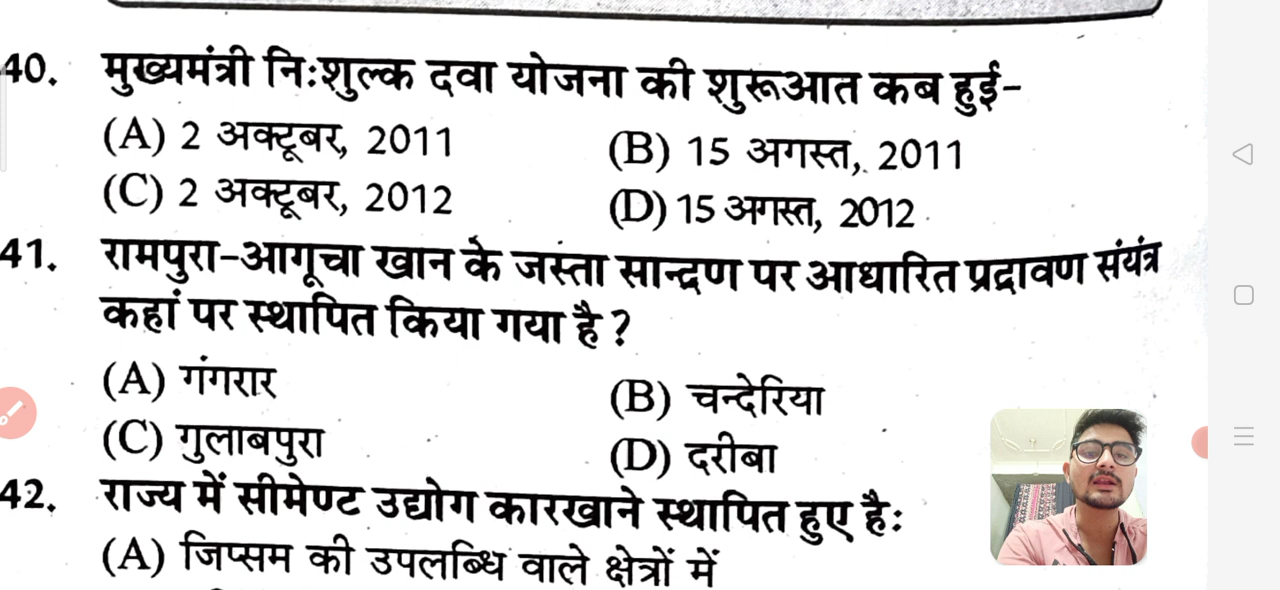 40. मुख्यमंत्री नि:शुल्क दवा योजना की शुरूआत कब हुई-
(A) 2 अक्टूबर, 2011 (B) 15 अगस्त, 2011
(C) 2 अक्टूबर, 2012 (D) 15 अगस्त, 2012
41. रामपुरा-आगूचा खान के जस्ता सान्द्रण पर आधारित प्रद्रावण संयंत्र
कहां पर स्थापित किया गया है ?
(A) गंगरार (B) चन्देरिया
(C) गुलाबपुरा (D) दरीबा
42. राज्य में सीमेण्ट उद्योग कारखाने स्थापित हुए है:
(A) जिप्सम की उपलब्धि वाले क्षेत्रों में